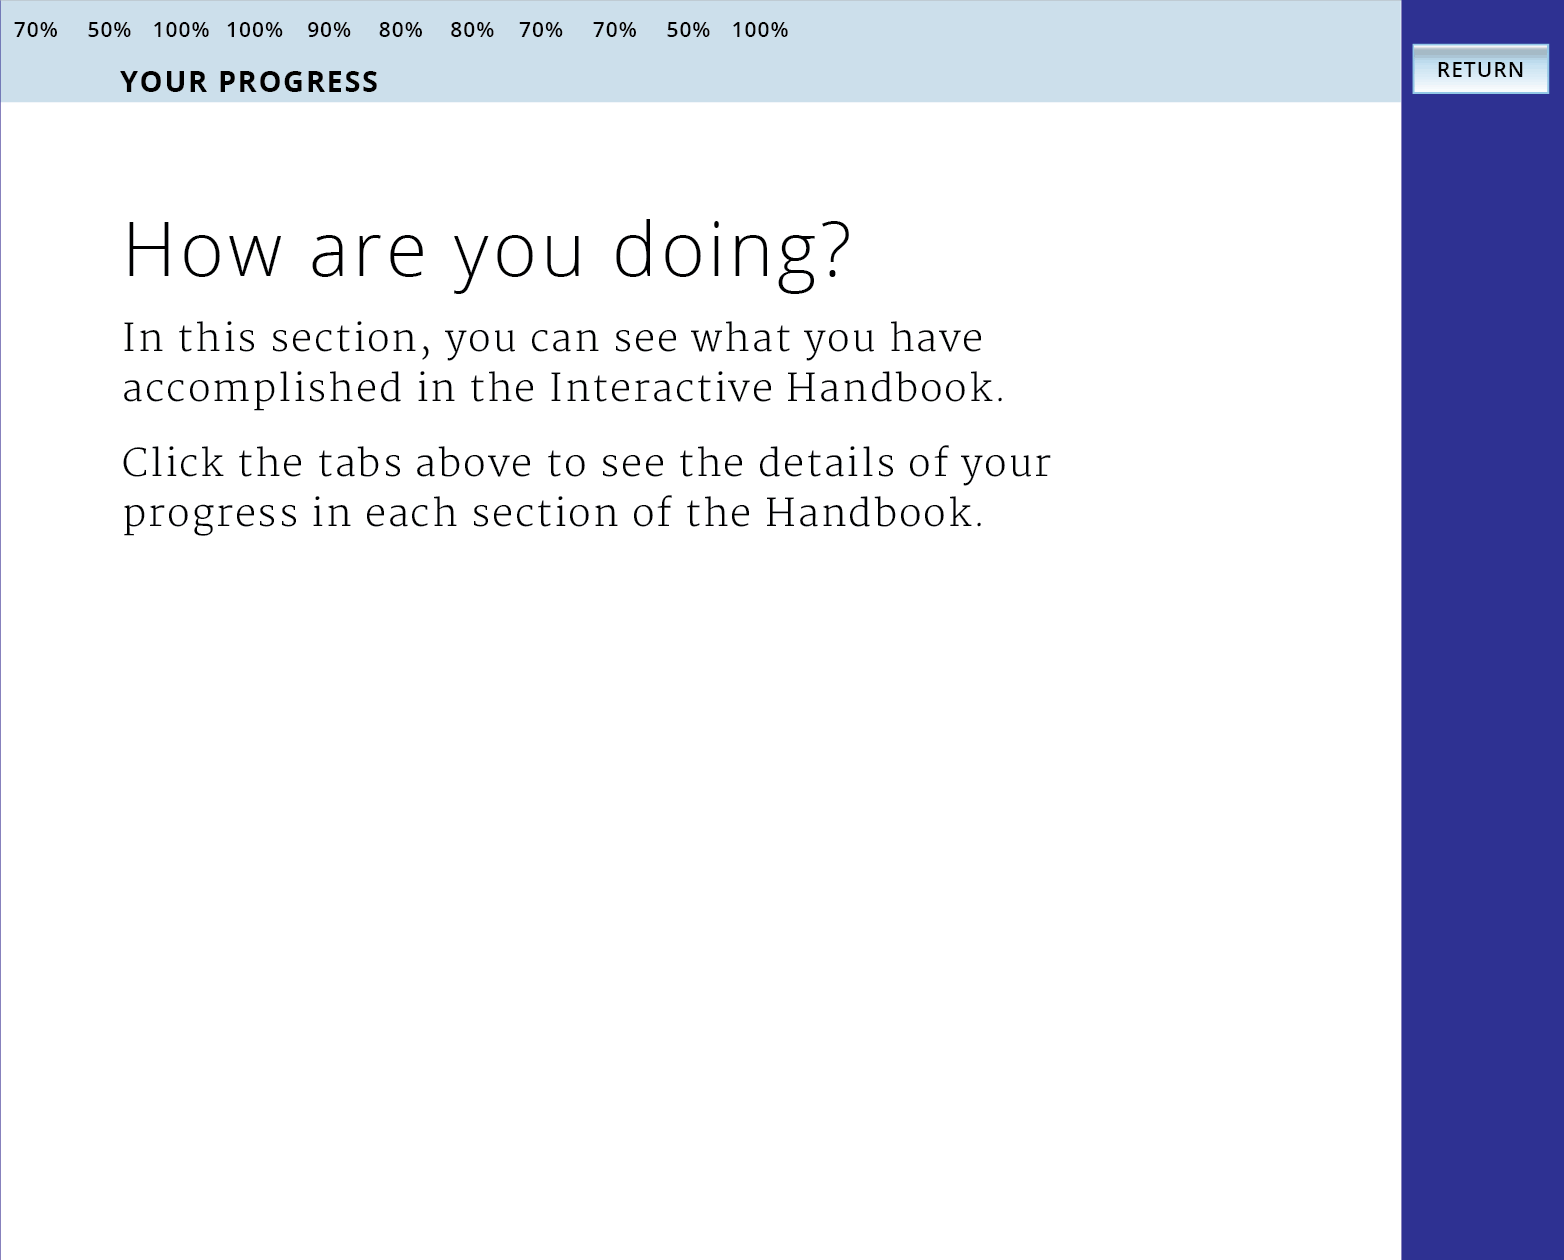 70% 50% 100% 100% 90% 80% 80% 70% 70% 50% 100%
YOUR PROGRESS
RETURN
How are you doing?
In this section, you can see what you have
accomplished in the Interactive Handbook.
Click the tabs above to see the details of your
progress in each section of the Handbook.